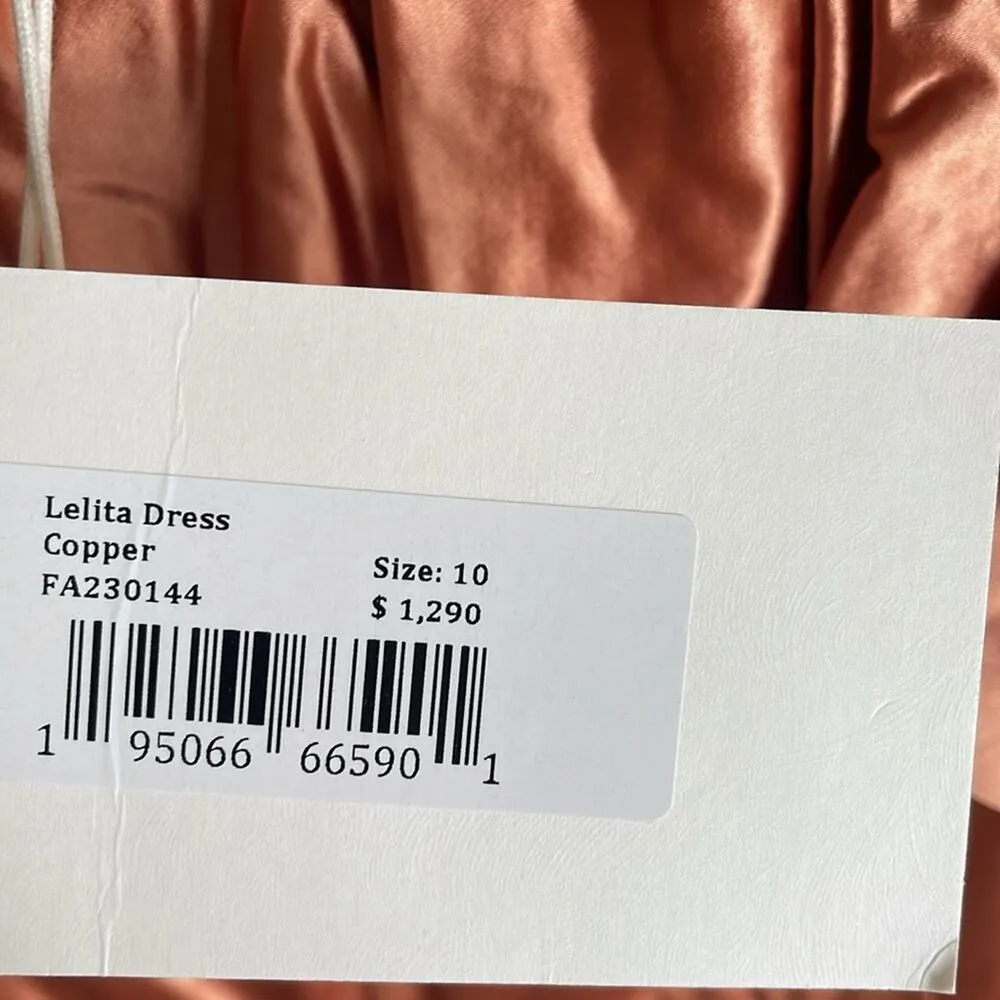 Lelita Dress
Copper
FA230144
Size: 10
$ 1,290
1 95066 66590 1